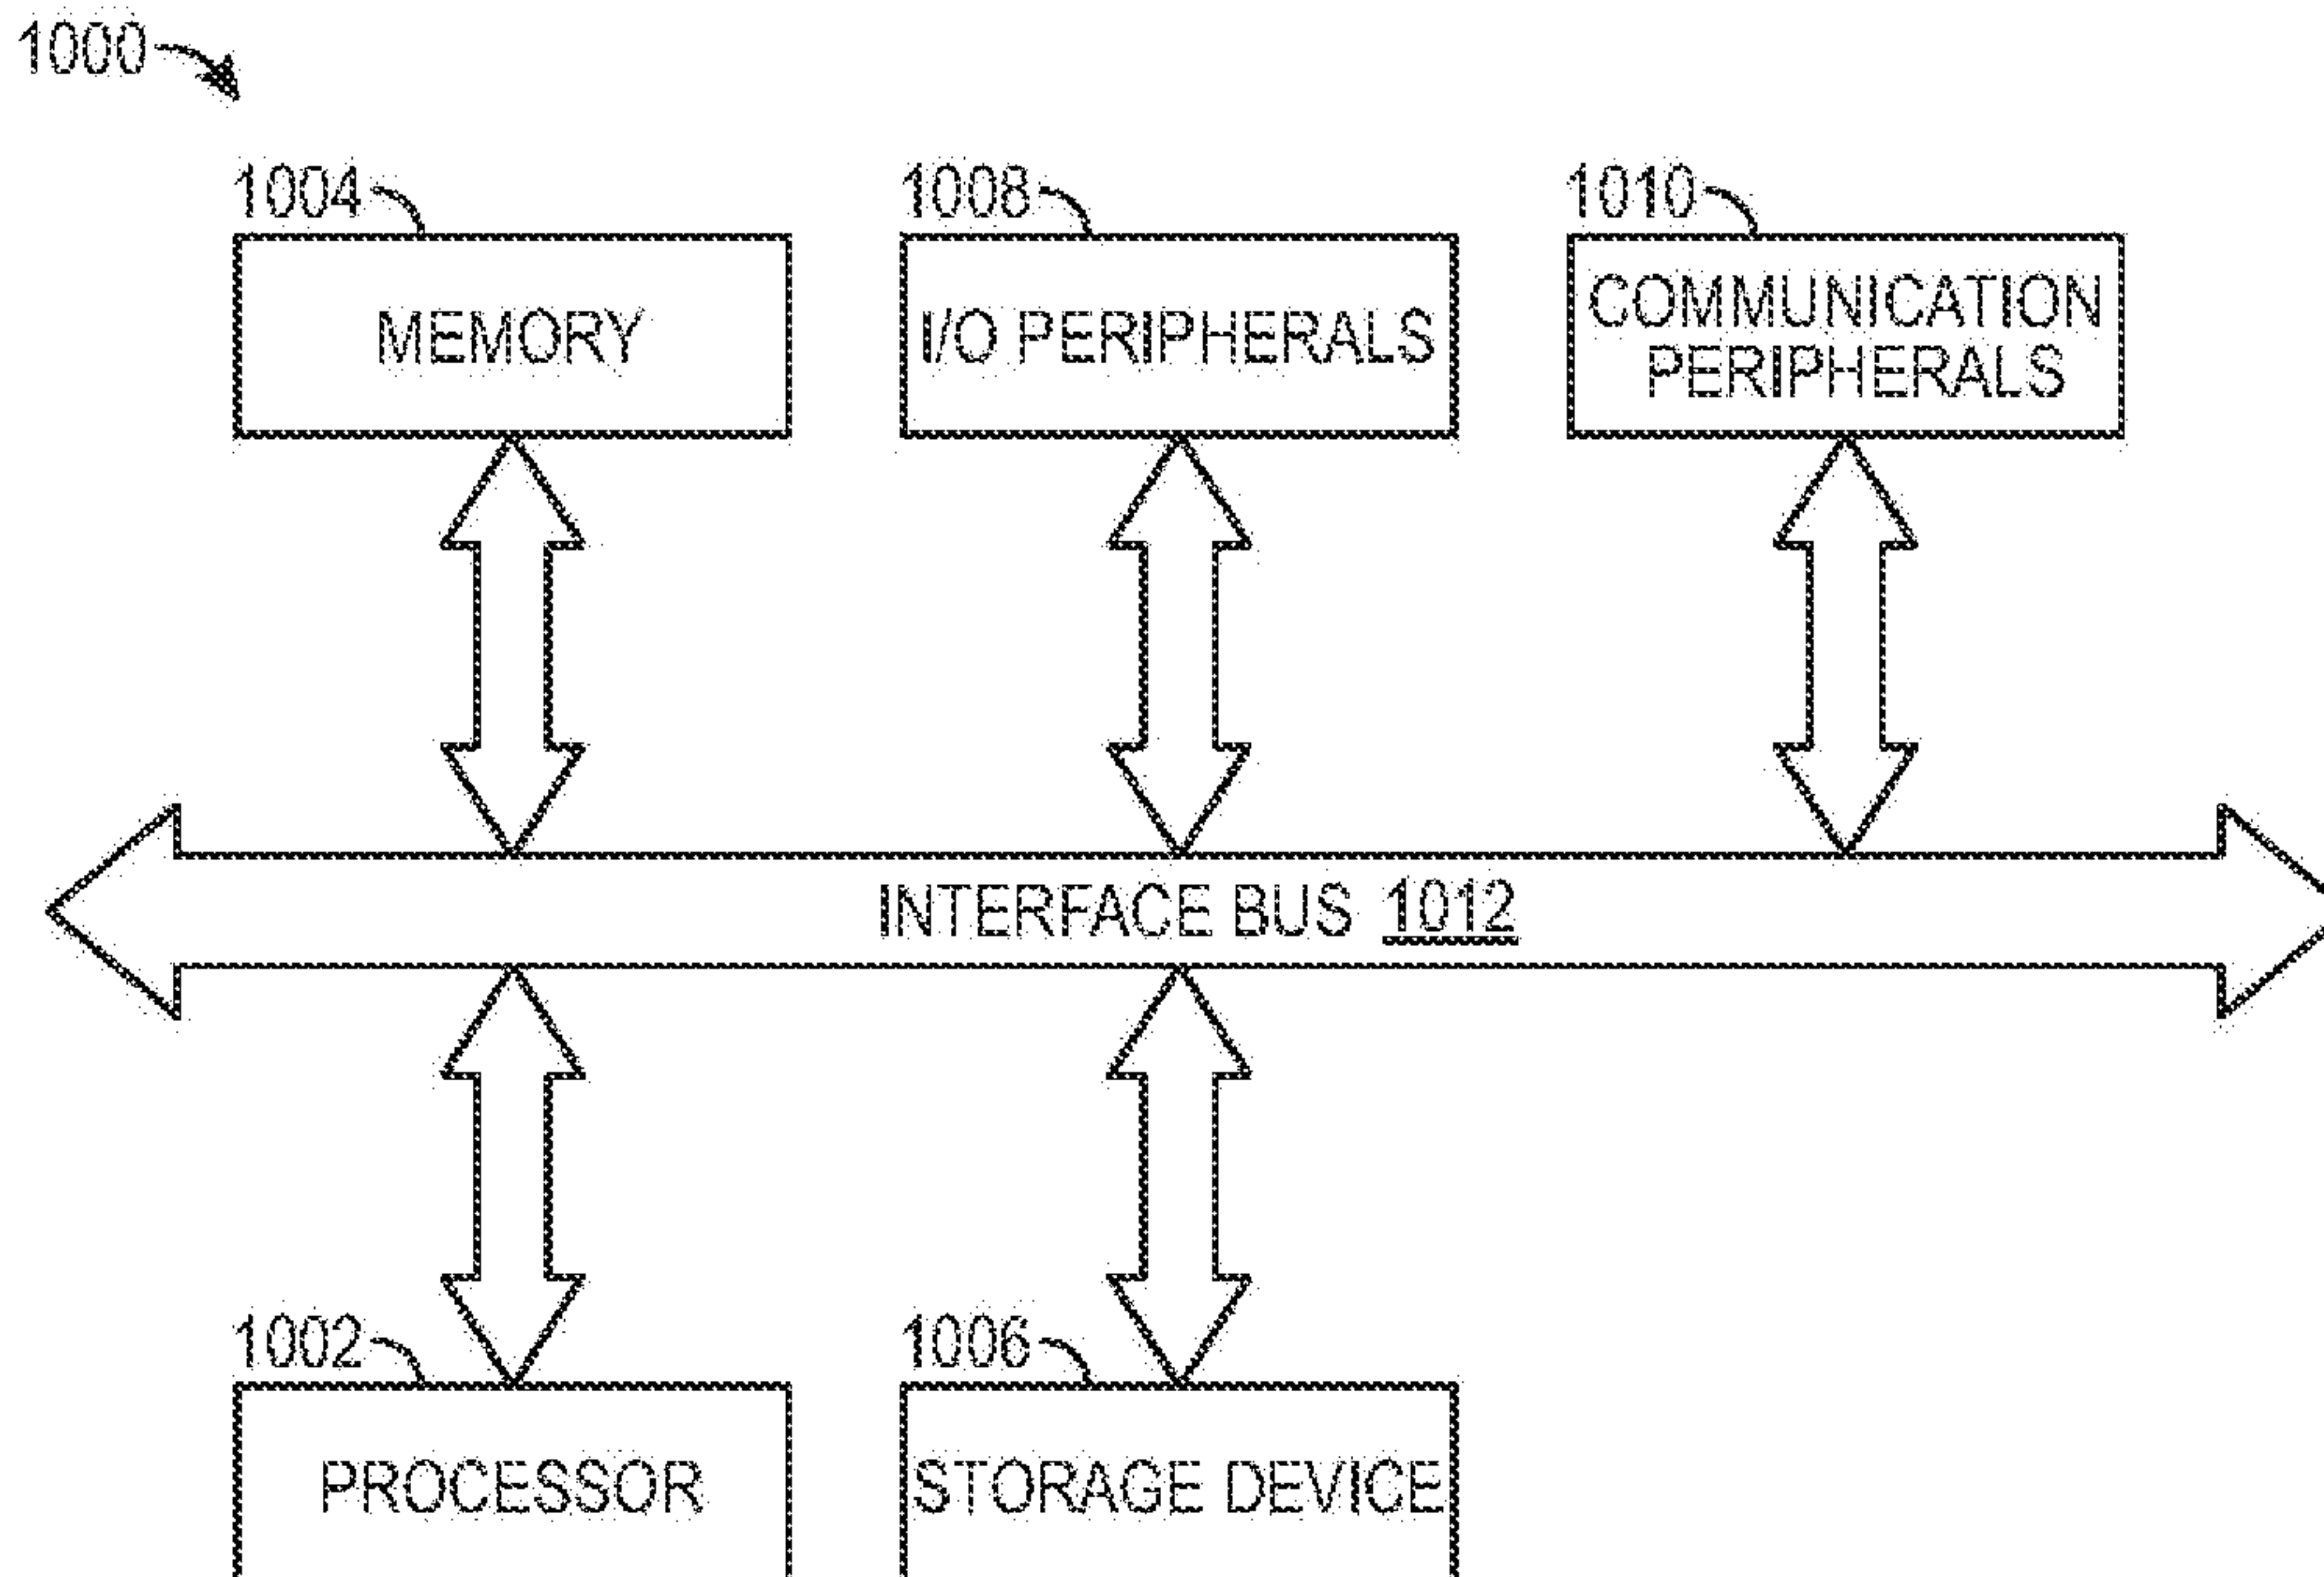 1000
1004
1008
1010
MEMORY
I/O PERIPHERALS
COMMUNICATION
PERIPHERALS
INTERFACE BUS 1012
1002
1006
PROCESSOR
STORAGE DEVICE